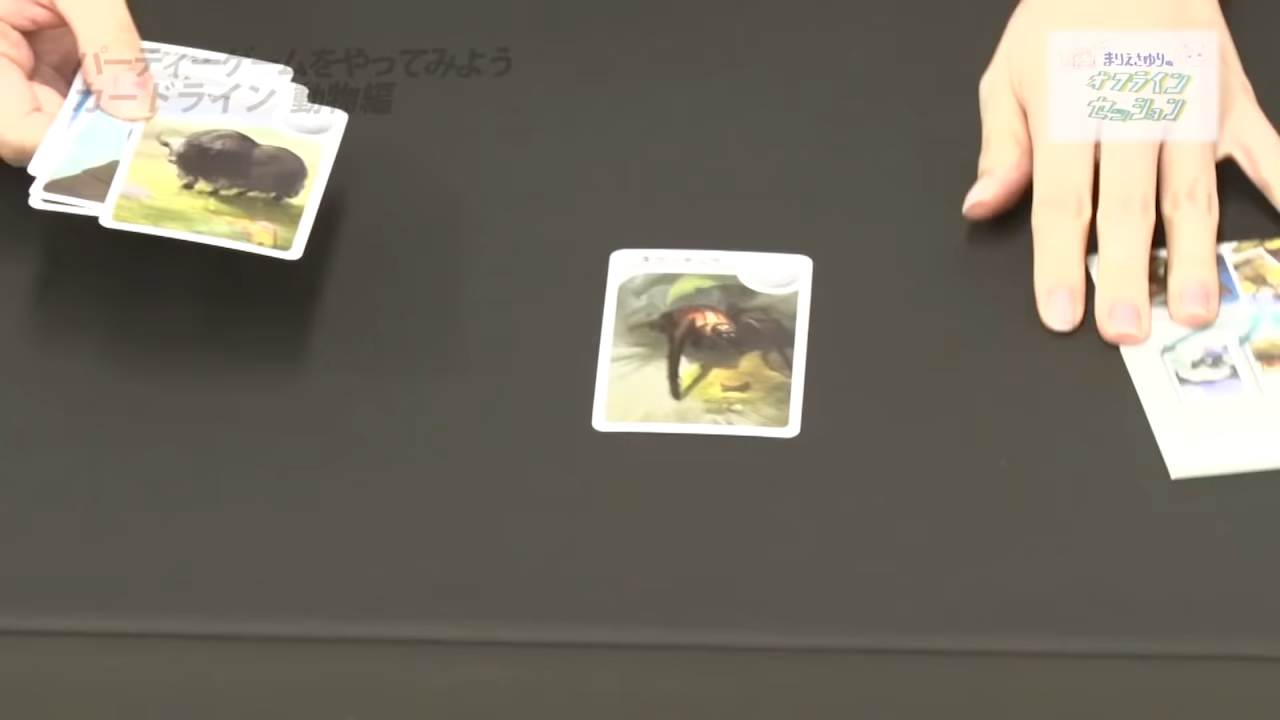 パーティーゲームをやってみよう
カードライン 動物編
まりえさゆりの
オフライン
セッション